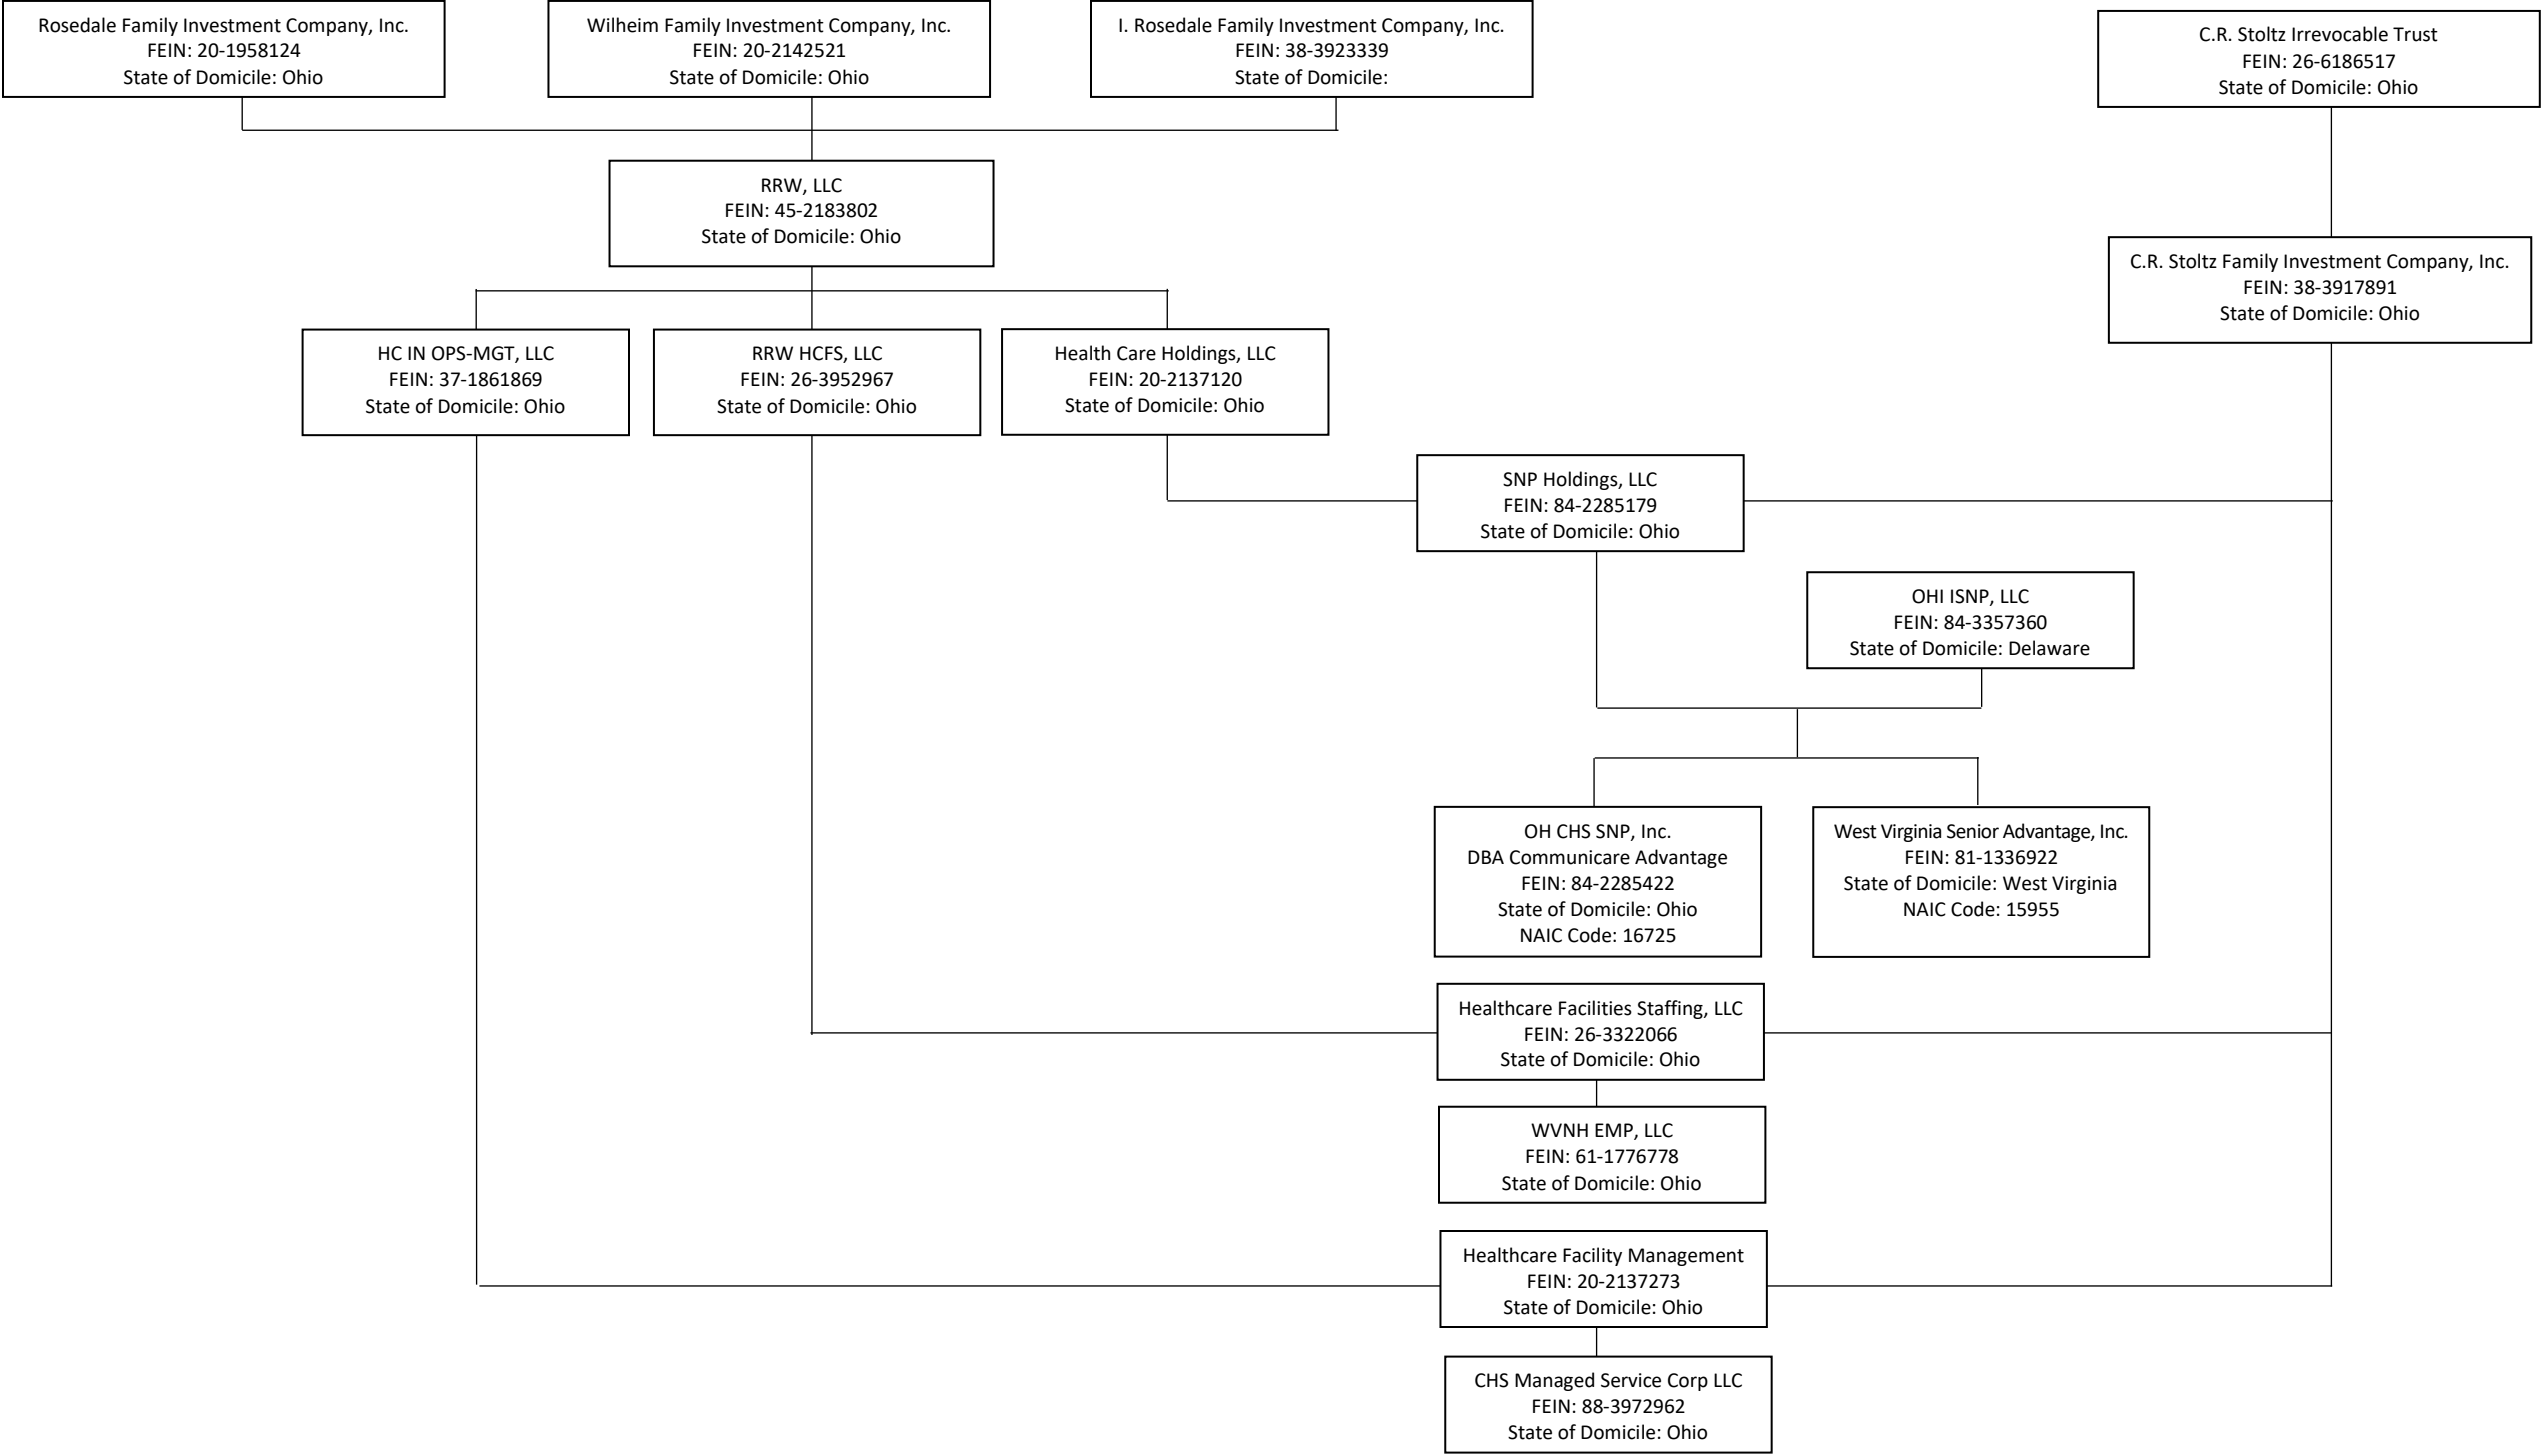 Rosedale Family Investment Company, Inc.
FEIN: 20-1958124
State of Domicile: Ohio
Wilheim Family Investment Company, Inc.
FEIN: 20-2142521
State of Domicile: Ohio
I. Rosedale Family Investment Company, Inc.
FEIN: 38-3923339
State of Domicile:
C.R. Stoltz Irrevocable Trust
FEIN: 26-6186517
State of Domicile: Ohio
RRW, LLC
FEIN: 45-2183802
State of Domicile: Ohio
C.R. Stoltz Family Investment Company, Inc.
FEIN: 38-3917891
State of Domicile: Ohio
HC IN OPS-MGT, LLC
FEIN: 37-1861869
State of Domicile: Ohio
RRW HCFS, LLC
FEIN: 26-3952967
State of Domicile: Ohio
Health Care Holdings, LLC
FEIN: 20-2137120
State of Domicile: Ohio
SNP Holdings, LLC
FEIN: 84-2285179
State of Domicile: Ohio
OHI ISNP, LLC
FEIN: 84-3357360
State of Domicile: Delaware
OH CHS SNP, Inc.
DBA Communicare Advantage
FEIN: 84-2285422
State of Domicile: Ohio
NAIC Code: 16725
West Virginia Senior Advantage, Inc.
FEIN: 81-1336922
State of Domicile: West Virginia
NAIC Code: 15955
Healthcare Facilities Staffing, LLC
FEIN: 26-3322066
State of Domicile: Ohio
WVNH EMP, LLC
FEIN: 61-1776778
State of Domicile: Ohio
Healthcare Facility Management
FEIN: 20-2137273
State of Domicile: Ohio
CHS Managed Service Corp LLC
FEIN: 88-3972962
State of Domicile: Ohio